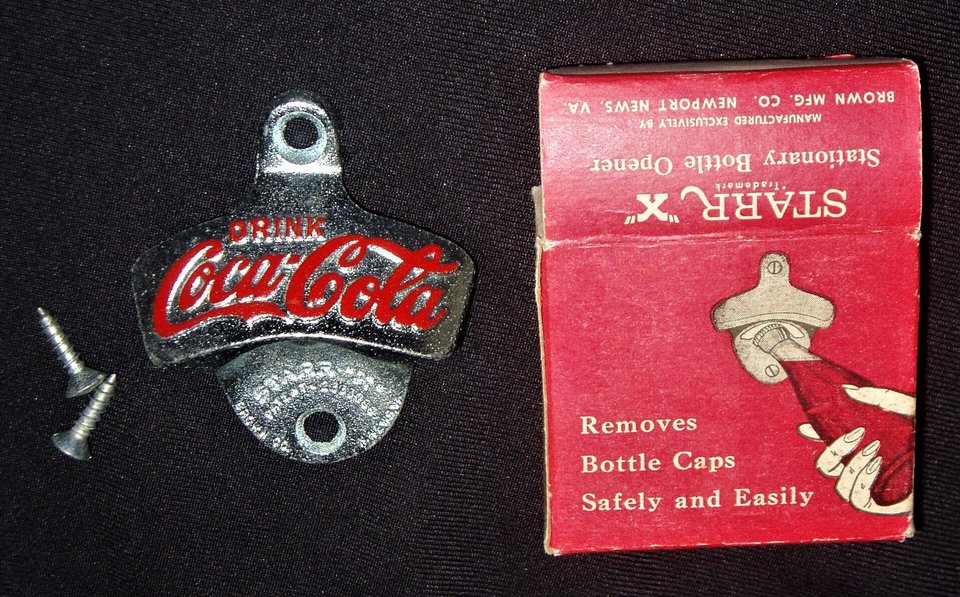 DRINK
Coca-Cola
STARR "X"
Trademark
Stationary Bottle Opener
MANUFACTURED EXCLUSIVELY BY
BROWN MFG. CO. NEWPORT NEWS, VA.
Removes
Bottle Caps
Safely and Easily